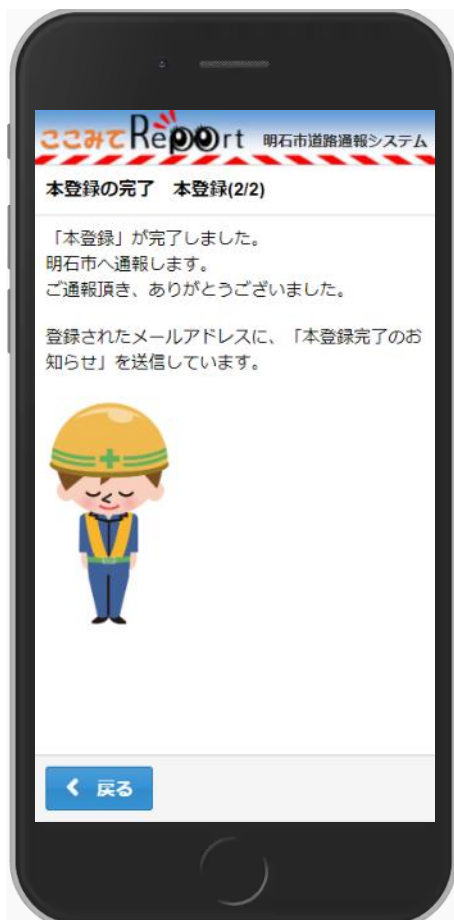 ここみてRepOrt 明石市道路通報システム
本登録の完了 本登録(2/2)
「本登録」が完了しました。
明石市へ通報します。
ご通報頂き、ありがとうございました。
登録されたメールアドレスに、「本登録完了のお
知らせ」を送信しています。
戻る